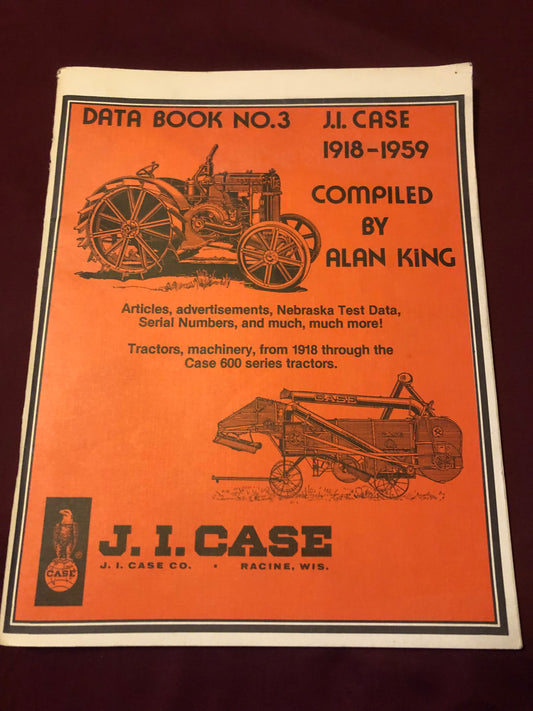 DATA BOOK NO.3 J.I. CASE
1918-1959
COMPILED
BY
ALAN KING
Articles, advertisements, Nebraska Test Data,
Serial Numbers, and much, much more!
Tractors, machinery, from 1918 through the
Case 600 series tractors.
CASE
CASE
J. I. CASE
J. I. CASE CO. • RACINE, WIS.